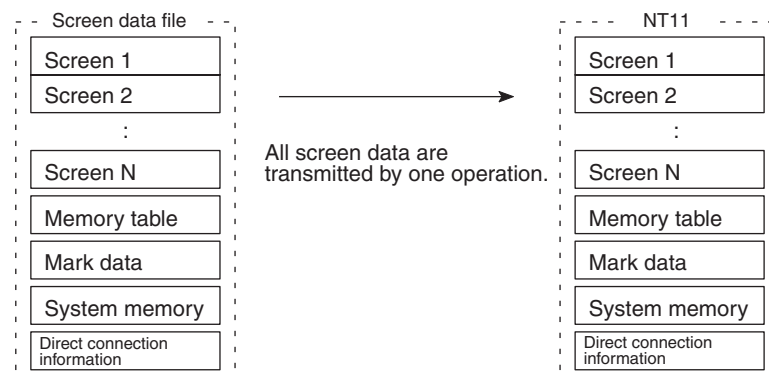 Screen data file
Screen 1
Screen 2
:
Screen N
Memory table
Mark data
System memory
Direct connection
information
All screen data are
transmitted by one operation.
NT11
Screen 1
Screen 2
:
Screen N
Memory table
Mark data
System memory
Direct connection
information